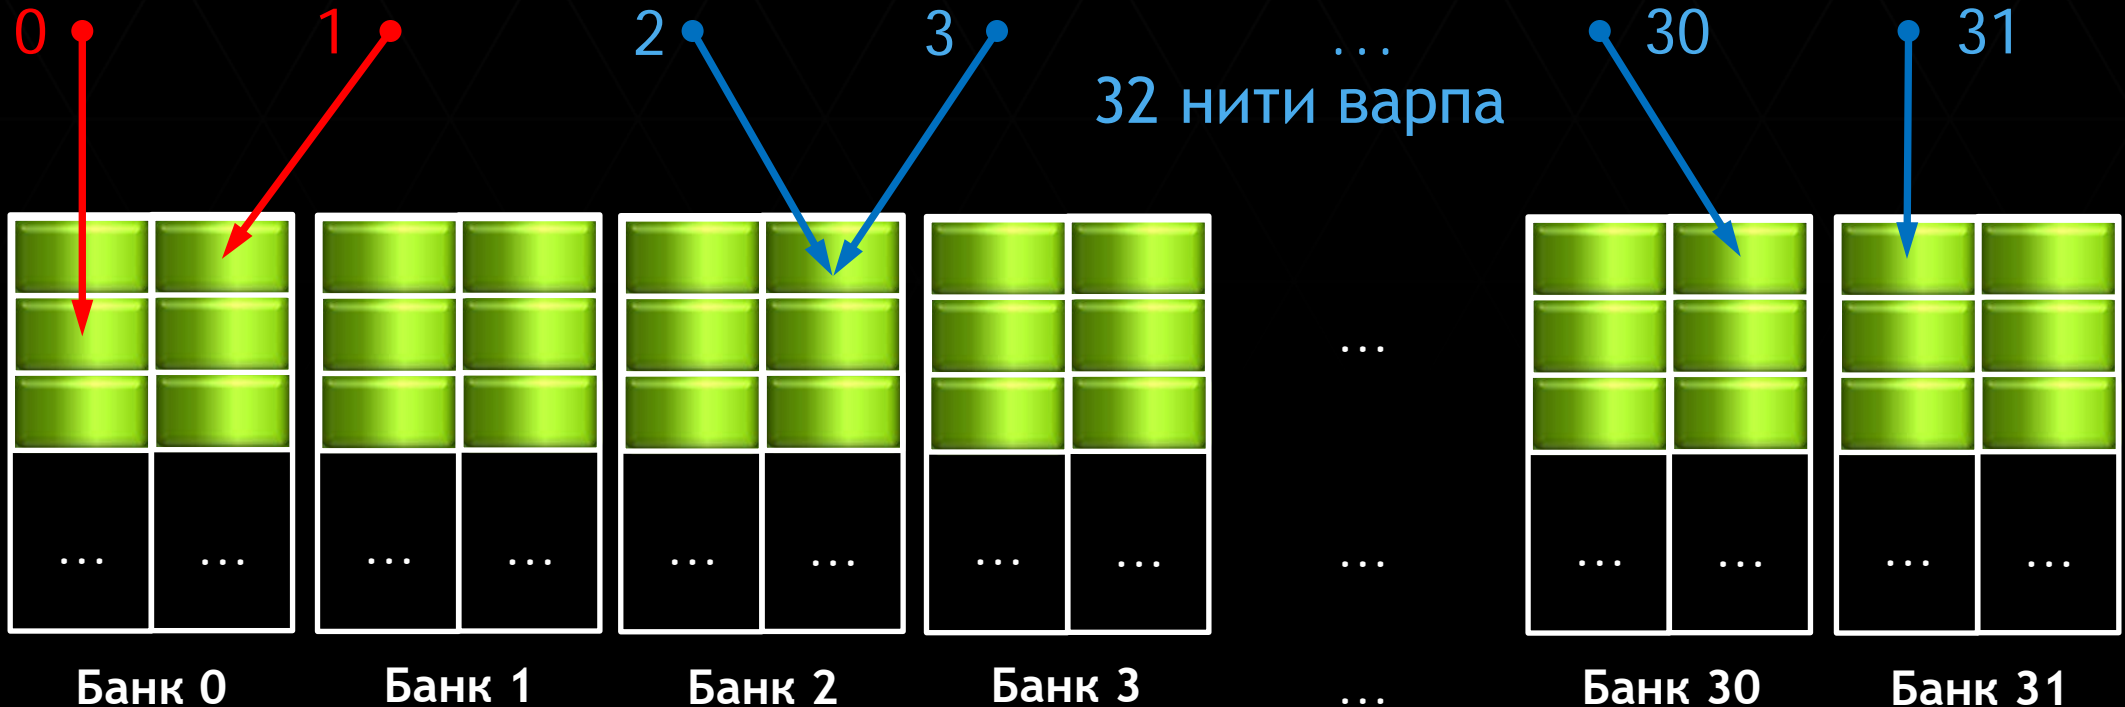 0 1 2 3 ... 30 31
32 нити варпа
...
... ... ... ... ... ... ... ... ... ... ... ... ...
Банк 0 Банк 1 Банк 2 Банк 3 ... Банк 30 Банк 31